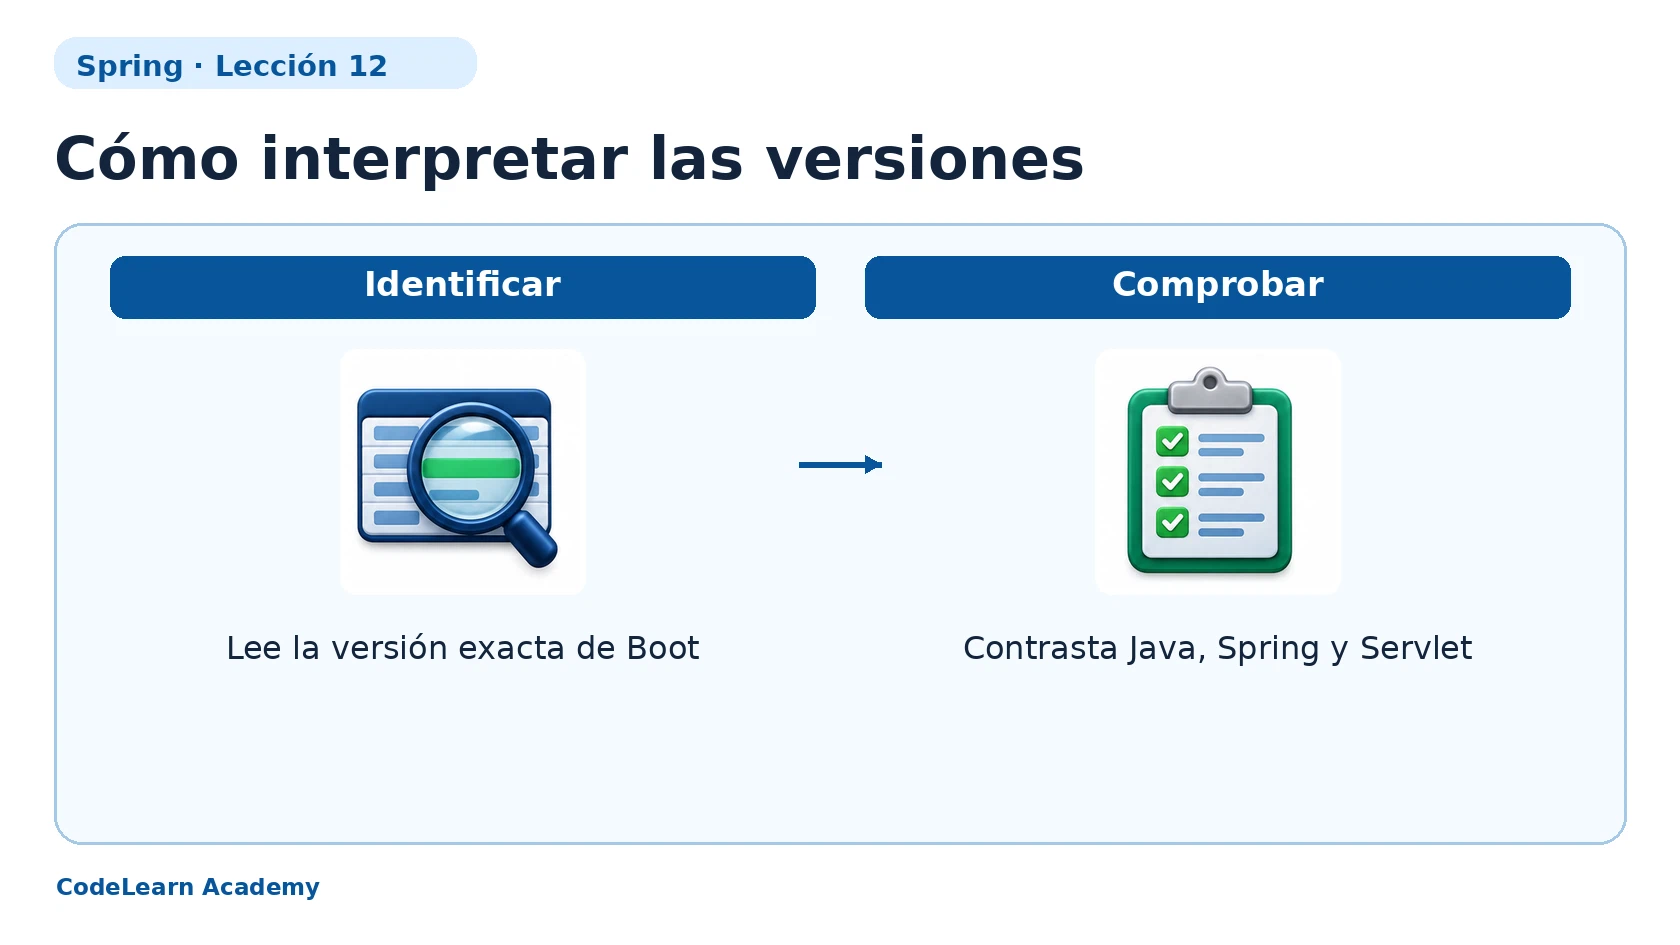 Spring · Lección 12
Cómo interpretar las versiones
Identificar
Comprobar
Lee la versión exacta de Boot
Contrasta Java, Spring y Servlet
CodeLearn Academy